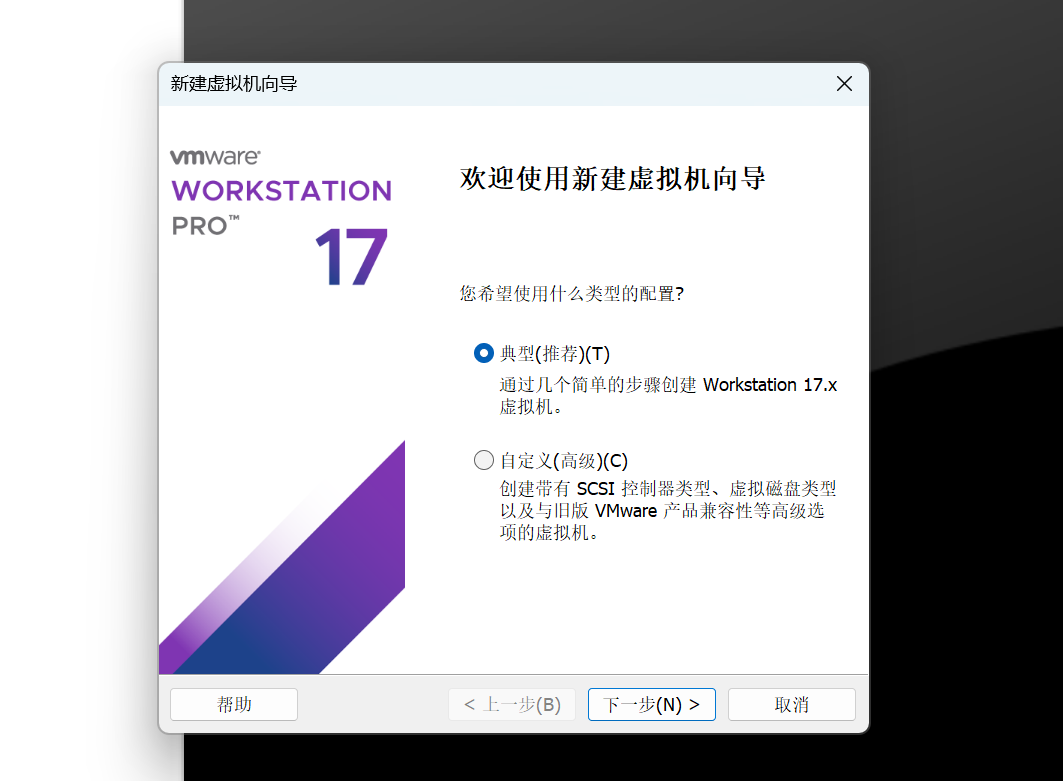 新建虚拟机向导
vmware®
WORKSTATION
PRO™
17
欢迎使用新建虚拟机向导
您希望使用什么类型的配置?
典型(推荐)(T)
通过几个简单的步骤创建 Workstation 17.x
虚拟机。
自定义(高级)(C)
创建带有 SCSI 控制器类型、虚拟磁盘类型
以及与旧版 VMware 产品兼容性等高级选
项的虚拟机。
帮助
< 上一步(B)
下一步(N) >
取消